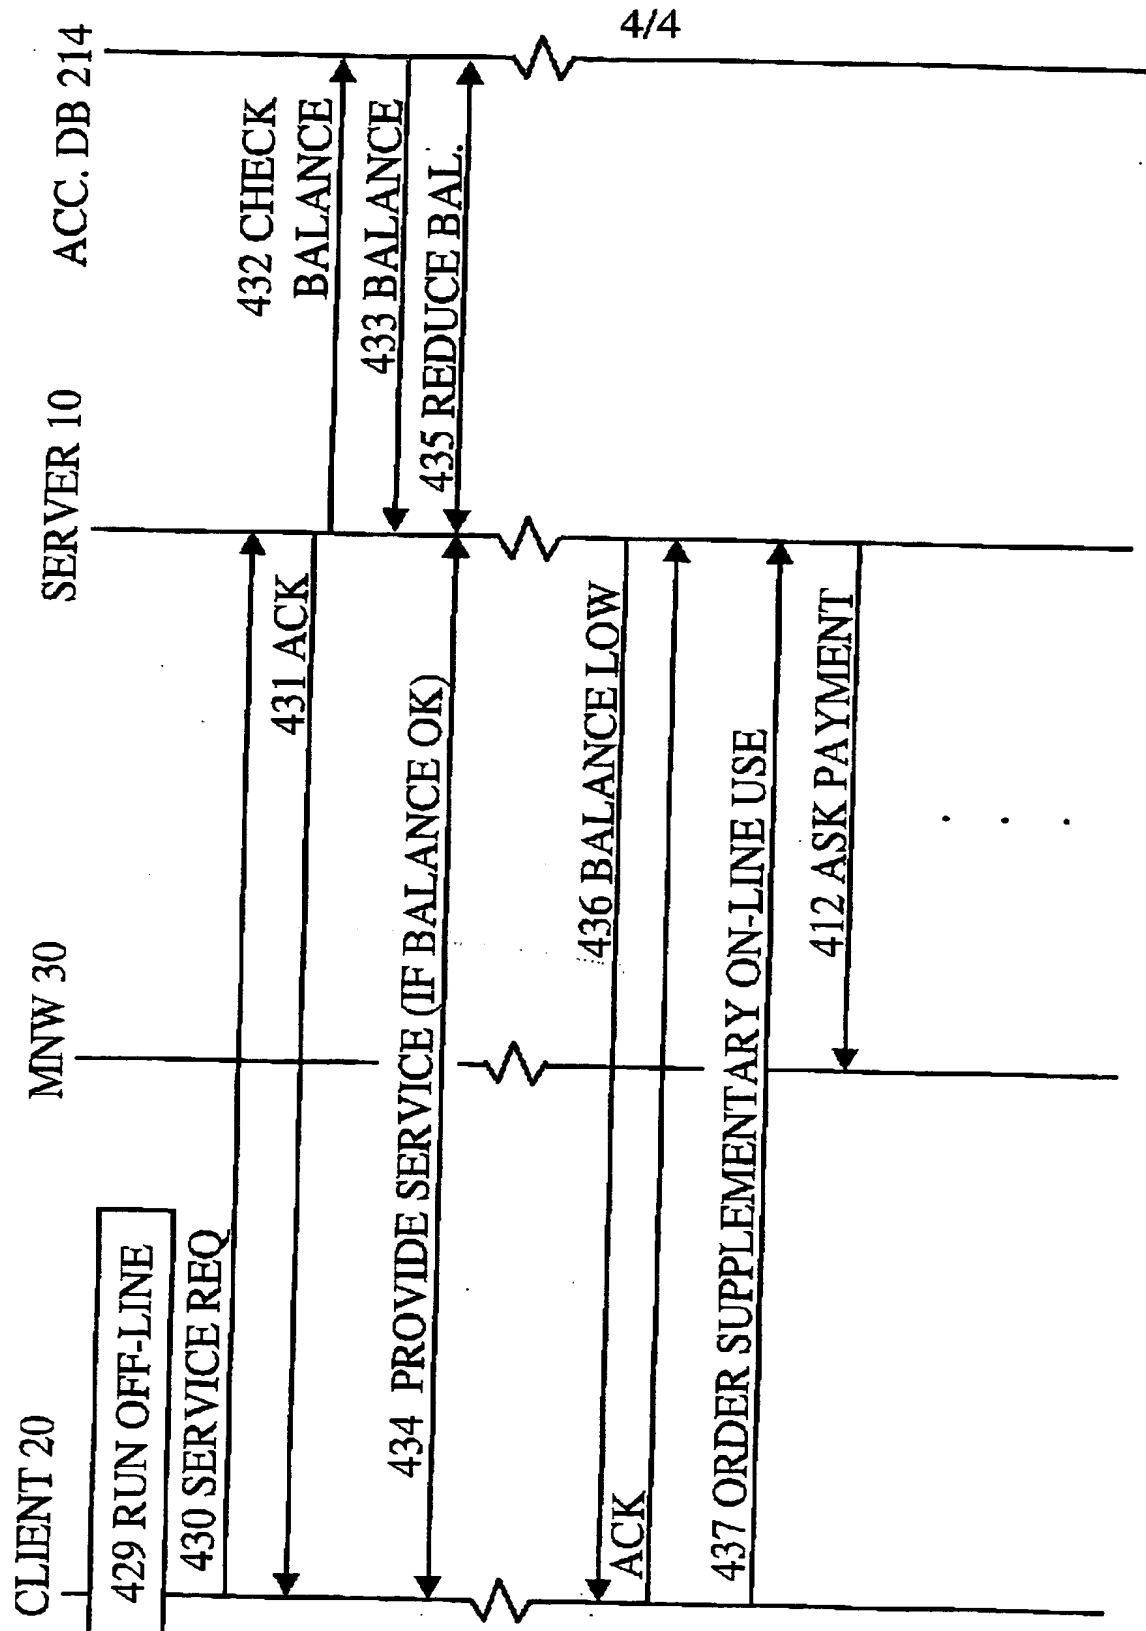 4/4
CLIENT 20
MNW 30
SERVER 10
ACC. DB 214
429 RUN OFF-LINE
430 SERVICE REQ
431 ACK
432 CHECK
BALANCE
433 BALANCE
434 PROVIDE SERVICE (IF BALANCE OK)
435 REDUCE BAL.
436 BALANCE LOW
ACK
437 ORDER SUPPLEMENTARY ON-LINE USE
412 ASK PAYMENT
. . .